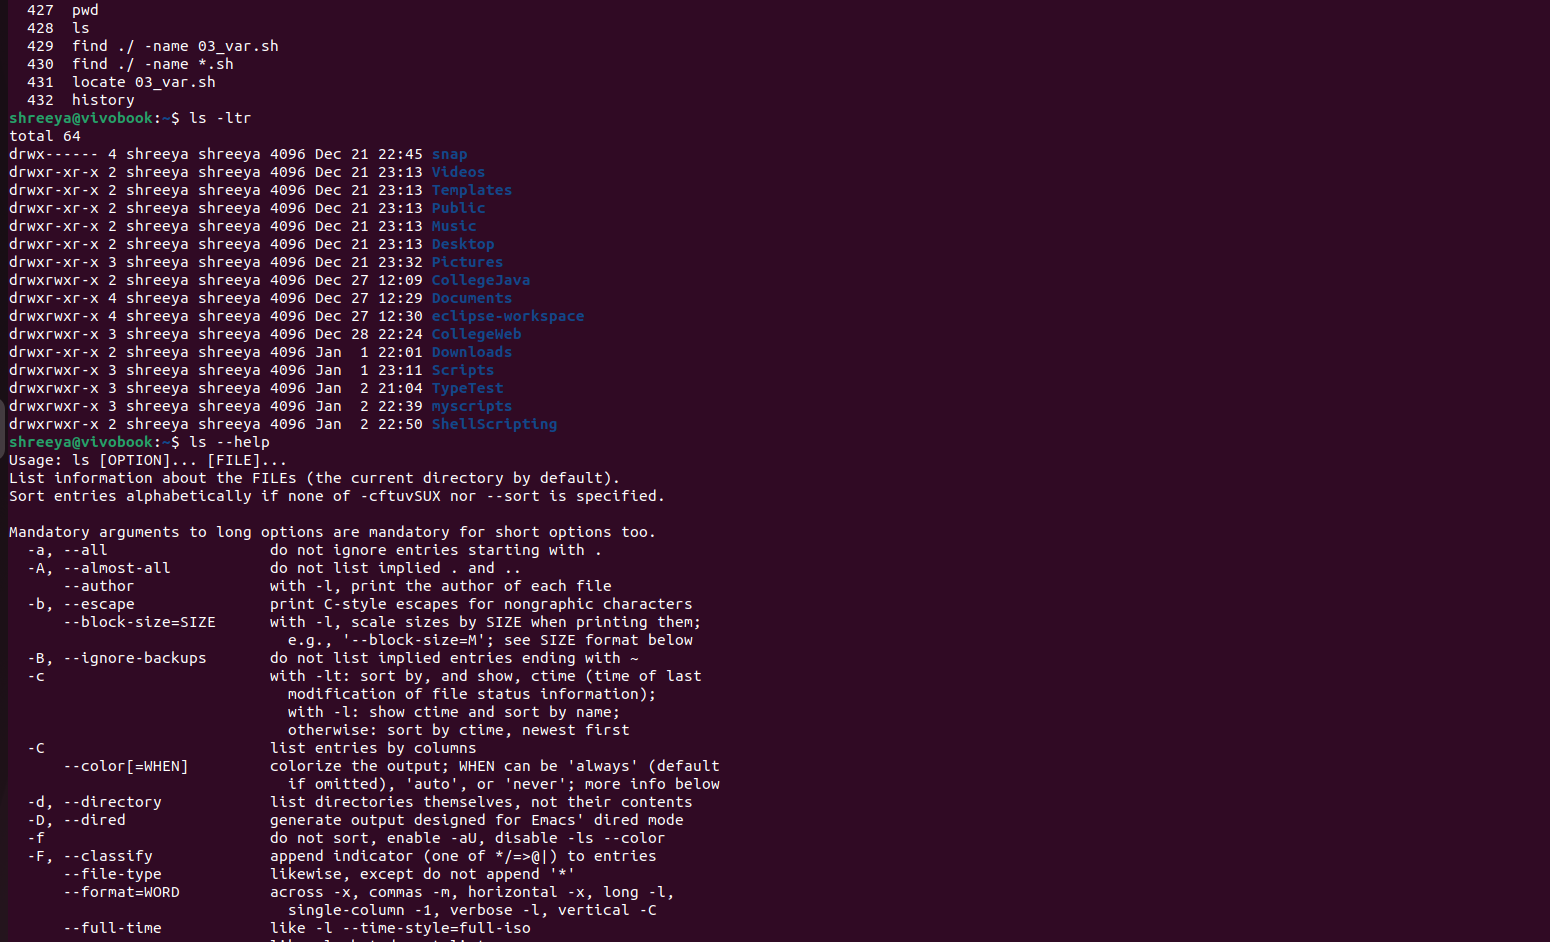 427  pwd
428  ls
429  find ./ -name 03_var.sh
430  find ./ -name *.sh
431  locate 03_var.sh
432  history
shreeya@vivobook:~$ ls -ltr
total 64
drwx------ 4 shreeya shreeya 4096 Dec 21 22:45 snap
drwxr-xr-x 2 shreeya shreeya 4096 Dec 21 23:13 Videos
drwxr-xr-x 2 shreeya shreeya 4096 Dec 21 23:13 Templates
drwxr-xr-x 2 shreeya shreeya 4096 Dec 21 23:13 Public
drwxr-xr-x 2 shreeya shreeya 4096 Dec 21 23:13 Music
drwxr-xr-x 2 shreeya shreeya 4096 Dec 21 23:13 Desktop
drwxr-xr-x 3 shreeya shreeya 4096 Dec 21 23:32 Pictures
drwxrwxr-x 2 shreeya shreeya 4096 Dec 27 12:09 CollegeJava
drwxr-xr-x 4 shreeya shreeya 4096 Dec 27 12:29 Documents
drwxrwxr-x 4 shreeya shreeya 4096 Dec 27 12:30 eclipse-workspace
drwxrwxr-x 3 shreeya shreeya 4096 Dec 28 22:24 CollegeWeb
drwxr-xr-x 2 shreeya shreeya 4096 Jan  1 22:01 Downloads
drwxrwxr-x 3 shreeya shreeya 4096 Jan  1 23:11 Scripts
drwxrwxr-x 3 shreeya shreeya 4096 Jan  2 21:04 TypeTest
drwxrwxr-x 3 shreeya shreeya 4096 Jan  2 22:39 myscripts
drwxrwxr-x 2 shreeya shreeya 4096 Jan  2 22:50 ShellScripting
shreeya@vivobook:~$ ls --help
Usage: ls [OPTION]... [FILE]...
List information about the FILEs (the current directory by default).
Sort entries alphabetically if none of -cftuvSUX nor --sort is specified.
Mandatory arguments to long options are mandatory for short options too.
  -a, --all                  do not ignore entries starting with .
  -A, --almost-all           do not list implied . and ..
      --author               with -l, print the author of each file
  -b, --escape               print C-style escapes for nongraphic characters
      --block-size=SIZE      with -l, scale sizes by SIZE when printing them;
                               e.g., '--block-size=M'; see SIZE format below
  -B, --ignore-backups       do not list implied entries ending with ~
  -c                         with -lt: sort by, and show, ctime (time of last
                               modification of file status information);
                               with -l: show ctime and sort by name;
                               otherwise: sort by ctime, newest first
  -C                         list entries by columns
      --color[=WHEN]         colorize the output; WHEN can be 'always' (default
                               if omitted), 'auto', or 'never'; more info below
  -d, --directory            list directories themselves, not their contents
  -D, --dired                generate output designed for Emacs' dired mode
  -f                         do not sort, enable -aU, disable -ls --color
  -F, --classify             append indicator (one of */=>@|) to entries
      --file-type            likewise, except do not append '*'
      --format=WORD          across -x, commas -m, horizontal -x, long -l,
                               single-column -1, verbose -l, vertical -C
      --full-time            like -l --time-style=full-iso